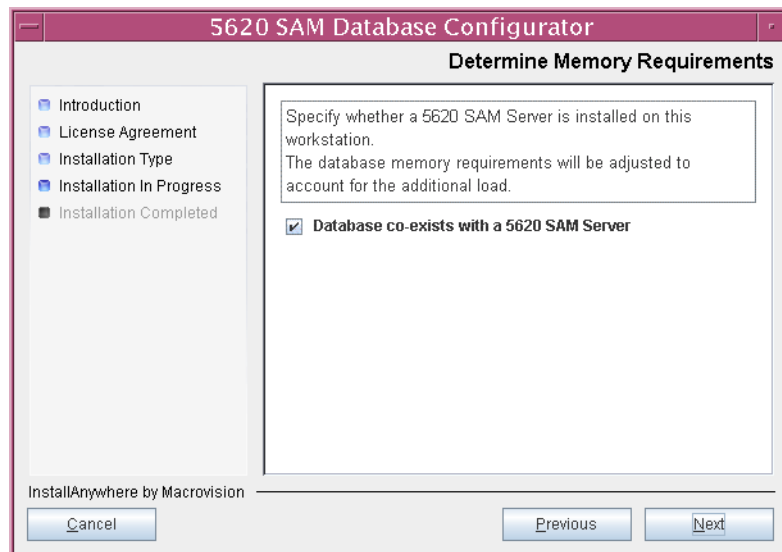 5620 SAM Database Configurator
Determine Memory Requirements
Introduction
License Agreement
Installation Type
Installation In Progress
Installation Completed
Specify whether a 5620 SAM Server is installed on this
workstation.
The database memory requirements will be adjusted to
account for the additional load.
Database co-exists with a 5620 SAM Server
InstallAnywhere by Macrovision
Cancel
Previous
Next